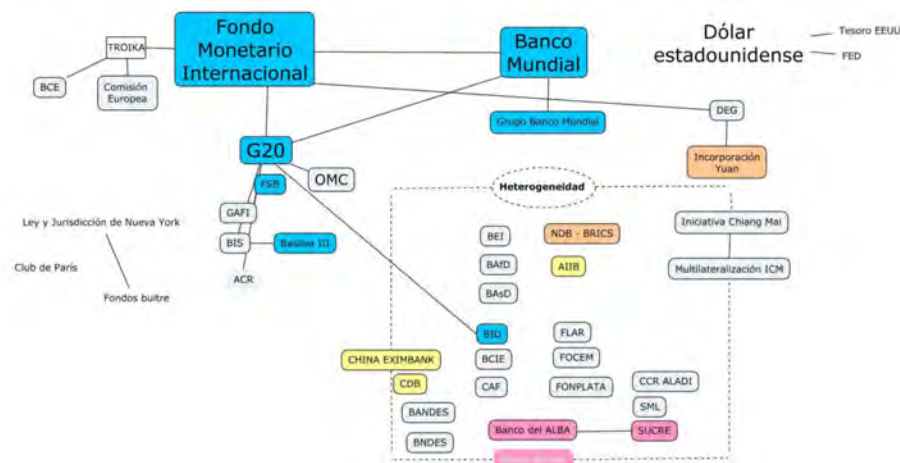 Fondo
Monetario
Internacional
Banco
Mundial
Dólar
estadounidense
Tesoro EEUU
FED
TROIKA
BCE
Comisión
Europea
Grupo Banco Mundial
DEG
Incorporación
Yuan
G20
FSB
OMC
GAFI
BIS
Basilea III
ACR
Ley y Jurisdicción de Nueva York
Club de París
Fondos buitre
Heterogeneidad
BEI
NDB - BRICS
BAfD
AIIB
BAsD
Iniciativa Chiang Mai
Multilateralización ICM
BID
FLAR
CHINA EXIMBANK
BCIE
FOCEM
CDB
CAF
FONPLATA
CCR ALADI
BANDES
SML
BNDES
Banco del ALBA
SUCRE